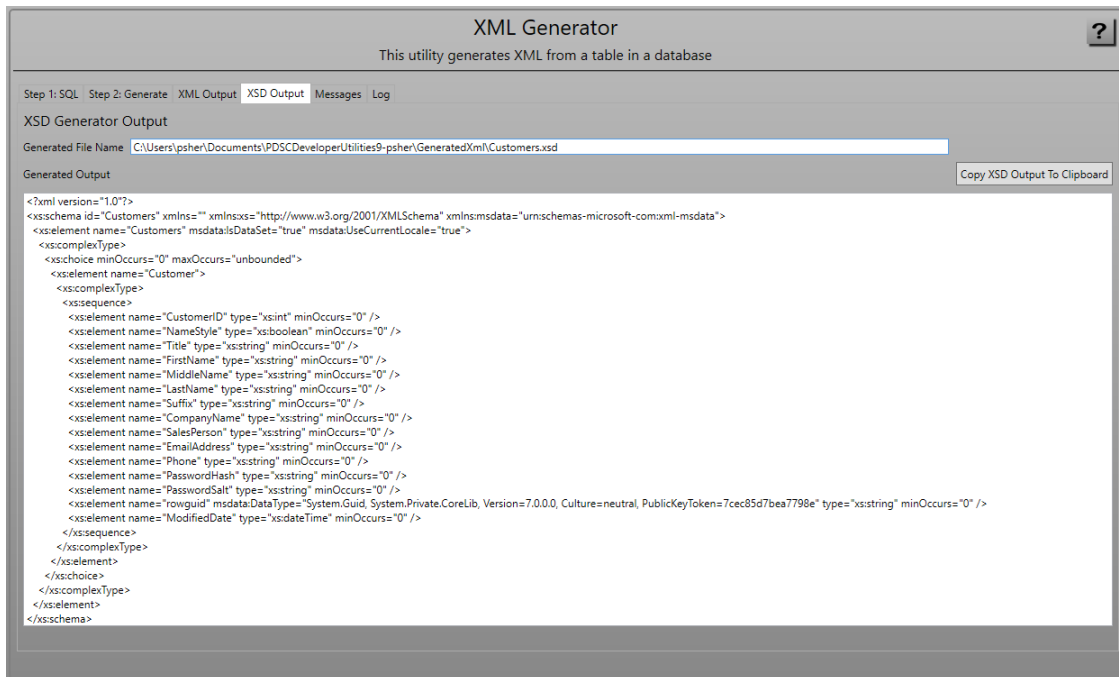 XML Generator
?
This utility generates XML from a table in a database
Step 1: SQL Step 2: Generate XML Output XSD Output Messages Log
XSD Generator Output
Generated File Name C:\Users\psher\Documents\PDSCDeveloperUtilities9-psher\GeneratedXml\Customers.xsd
Generated Output Copy XSD Output To Clipboard
<?xml version="1.0"?>
<xs:schema id="Customers" xmlns="" xmlns:xs="http://www.w3.org/2001/XMLSchema" xmlns:msdata="urn:schemas-microsoft-com:xml-msdata">
<xs:element name="Customers" msdata:IsDataSet="true" msdata:UseCurrentLocale="true">
<xs:complexType>
<xs:choice minOccurs="0" maxOccurs="unbounded">
<xs:element name="Customer">
<xs:complexType>
<xs:sequence>
<xs:element name="CustomerID" type="xs:int" minOccurs="0" />
<xs:element name="NameStyle" type="xs:boolean" minOccurs="0" />
<xs:element name="Title" type="xs:string" minOccurs="0" />
<xs:element name="FirstName" type="xs:string" minOccurs="0" />
<xs:element name="MiddleName" type="xs:string" minOccurs="0" />
<xs:element name="LastName" type="xs:string" minOccurs="0" />
<xs:element name="Suffix" type="xs:string" minOccurs="0" />
<xs:element name="CompanyName" type="xs:string" minOccurs="0" />
<xs:element name="SalesPerson" type="xs:string" minOccurs="0" />
<xs:element name="EmailAddress" type="xs:string" minOccurs="0" />
<xs:element name="Phone" type="xs:string" minOccurs="0" />
<xs:element name="PasswordHash" type="xs:string" minOccurs="0" />
<xs:element name="PasswordSalt" type="xs:string" minOccurs="0" />
<xs:element name="rowguid" msdata:DataType="System.Guid, System.Private.CoreLib, Version=7.0.0.0, Culture=neutral, PublicKeyToken=7cec85d7bea7798e" type="xs:string" minOccurs="0" />
<xs:element name="ModifiedDate" type="xs:dateTime" minOccurs="0" />
</xs:sequence>
</xs:complexType>
</xs:element>
</xs:choice>
</xs:complexType>
</xs:element>
</xs:schema>